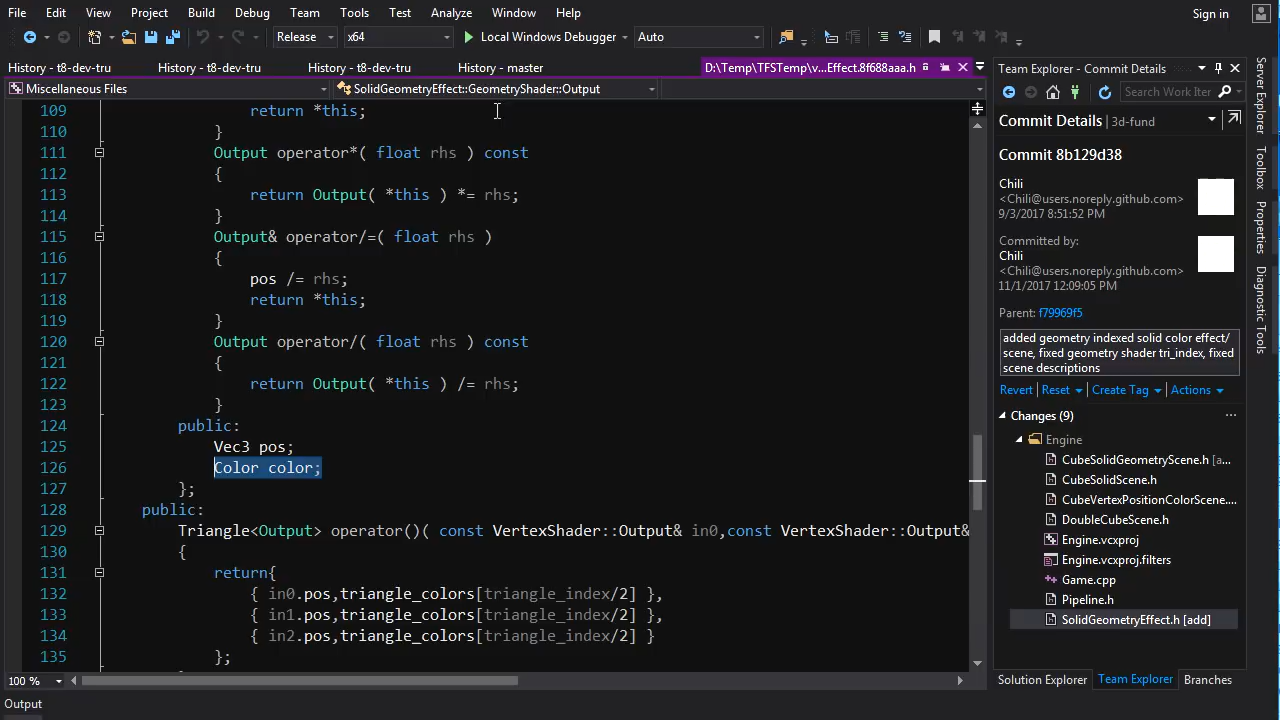 File Edit View Project Build Debug Team Tools Test Analyze Window Help
Sign in
Release x64 Local Windows Debugger Auto
History - t8-dev-tru History - t8-dev-tru History - t8-dev-tru History - master D:\Temp\TFSTemp\v...Effect.8f688aaa.h
Miscellaneous Files SolidGeometryEffect::GeometryShader::Output
109 return *this;
110 }
111 Output operator*( float rhs ) const
112 {
113 return Output( *this ) *= rhs;
114 }
115 Output& operator/=( float rhs )
116 {
117 pos /= rhs;
118 return *this;
119 }
120 Output operator/( float rhs ) const
121 {
122 return Output( *this ) /= rhs;
123 }
124 public:
125 Vec3 pos;
126 Color color;
127 };
128 public:
129 Triangle<Output> operator()( const VertexShader::Output& in0,const VertexShader::Output&
130 {
131 return{
132 { in0.pos,triangle_colors[triangle_index/2] },
133 { in1.pos,triangle_colors[triangle_index/2] },
134 { in2.pos,triangle_colors[triangle_index/2] }
135 };
100 %
Output
Team Explorer - Commit Details
Search Work Item
Commit Details | 3d-fund
Commit 8b129d38
Chili
<Chili@users.noreply.github.com>
9/3/2017 8:51:52 PM
Committed by:
Chili
<Chili@users.noreply.github.com>
11/1/2017 12:09:05 PM
Parent: f79969f5
added geometry indexed solid color effect/
scene, fixed geometry shader tri_index, fixed
scene descriptions
Revert Reset Create Tag Actions
Changes (9) ...
Engine
CubeSolidGeometryScene.h [a...
CubeSolidScene.h
CubeVertexPositionColorScene....
DoubleCubeScene.h
Engine.vcxproj
Engine.vcxproj.filters
Game.cpp
Pipeline.h
SolidGeometryEffect.h [add]
Solution Explorer Team Explorer Branches
Server Explorer
Toolbox
Properties
Diagnostic Tools